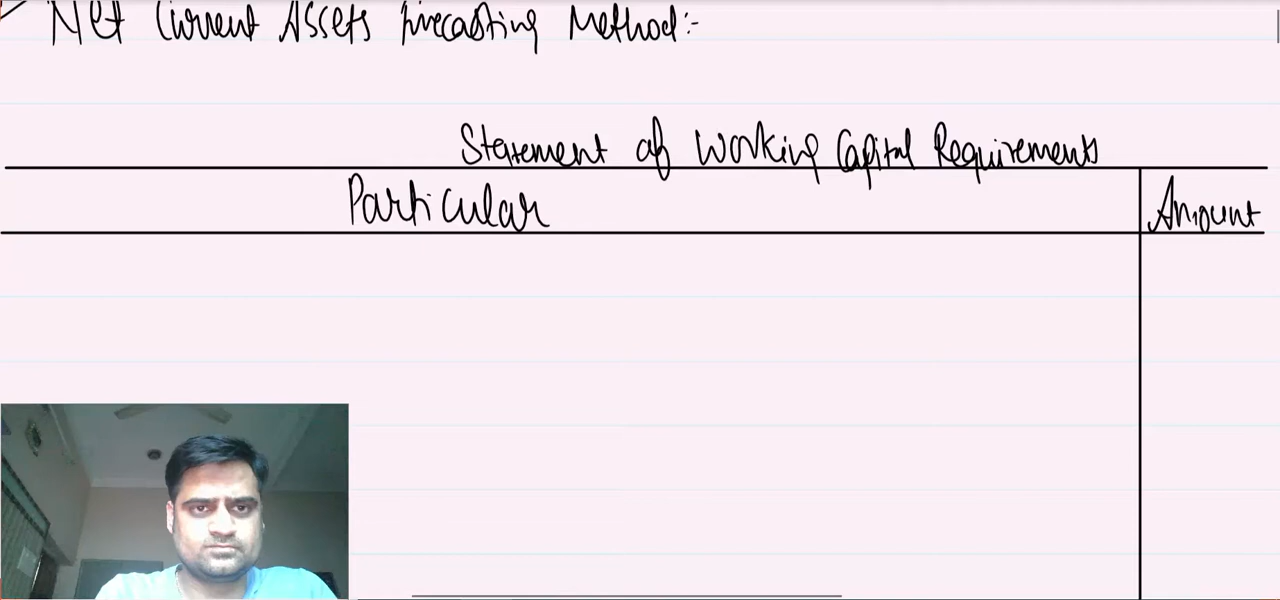 Net Current Assets forecasting Method:-
Statement of Working Capital Requirements
Particular
Amount